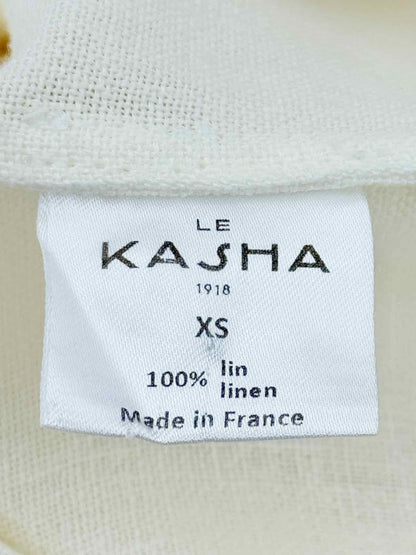 LE
KASHA
1918
XS
100% lin
linen
Made in France